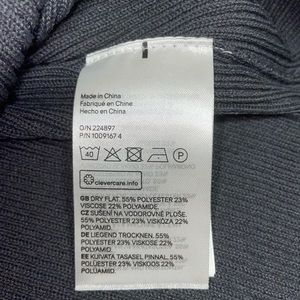 Made in China
Fabriqué en Chine
Hecho en China
O/N 224897
P/N 1009167 4
40
P
clevercare.info
GB DRY FLAT. 55% POLYESTER 23%
VISCOSE 22% POLYAMIDE.
CZ SUŠENÍ NA VODOROVNÉ PLOŠE.
55% POLYESTER 23% VISKÓZA 22%
POLYAMID.
DE LIEGEND TROCKNEN. 55%
POLYESTER 23% VISKOSE 22%
POLYAMID.
EE KUIVATA TASASEL PINNAL. 55%
POLÜESTER 23% VISKOOS 22%
POLÜAMIID.